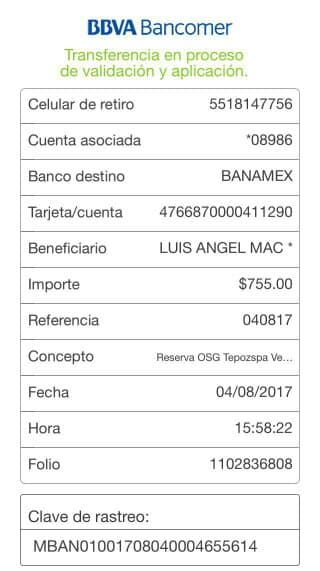 BBVA Bancomer
Transferencia en proceso
de validación y aplicación.
Celular de retiro 5518147756
Cuenta asociada *08986
Banco destino BANAMEX
Tarjeta/cuenta 4766870000411290
Beneficiario LUIS ANGEL MAC *
Importe $755.00
Referencia 040817
Concepto Reserva OSG Tepozspa Ve...
Fecha 04/08/2017
Hora 15:58:22
Folio 1102836808
Clave de rastreo:
MBAN01001708040004655614